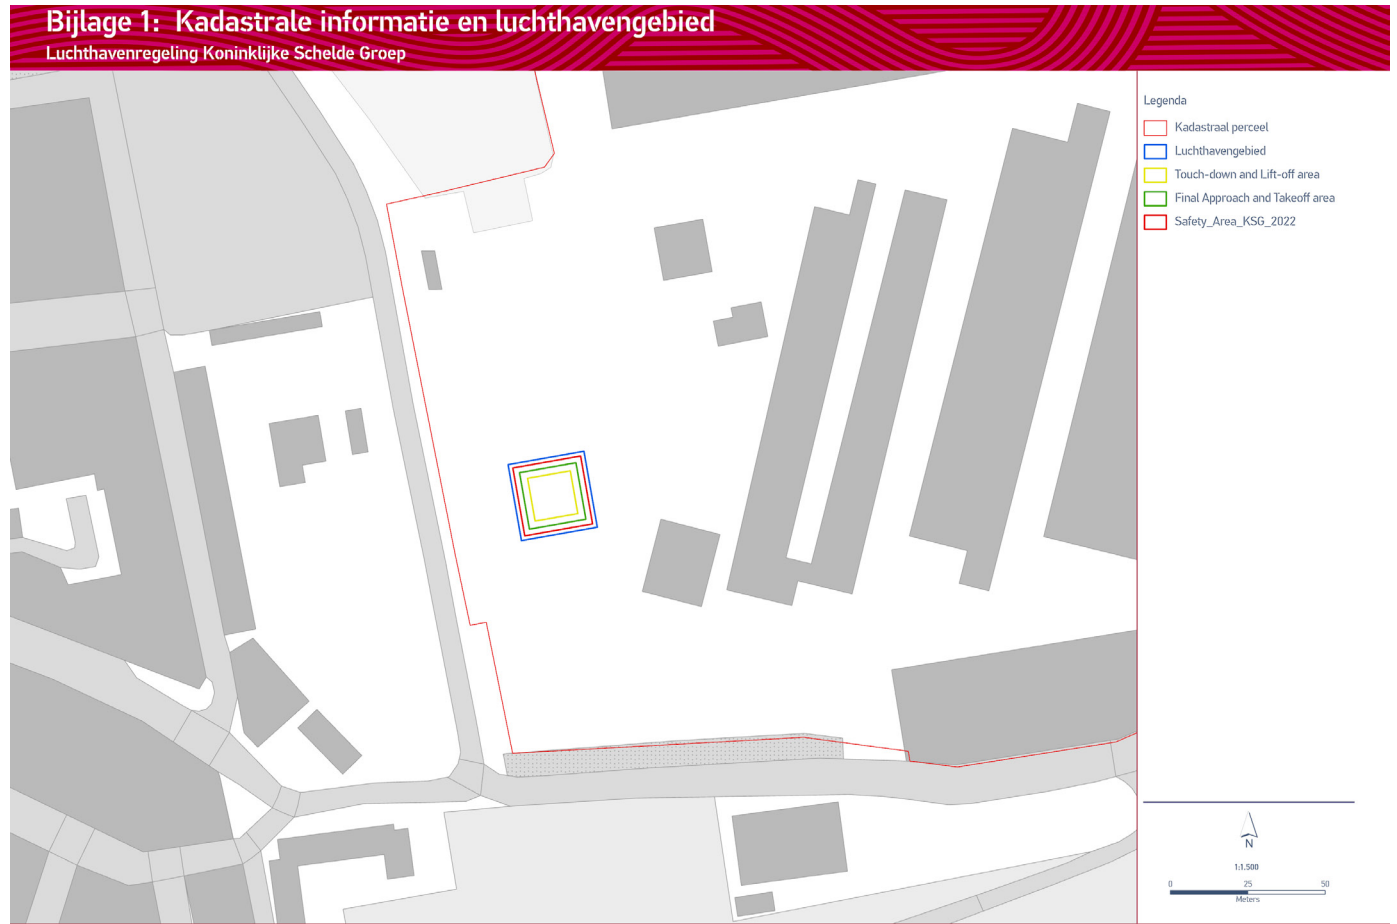 Bijlage 1: Kadastrale informatie en luchthavengebied
Luchthavenregeling Koninklijke Schelde Groep
Legenda
Kadastraal perceel
Luchthavengebied
Touch-down and Lift-off area
Final Approach and Takeoff area
Safety_Area_KSG_2022
N
1:1.500
0 25 50
Meters